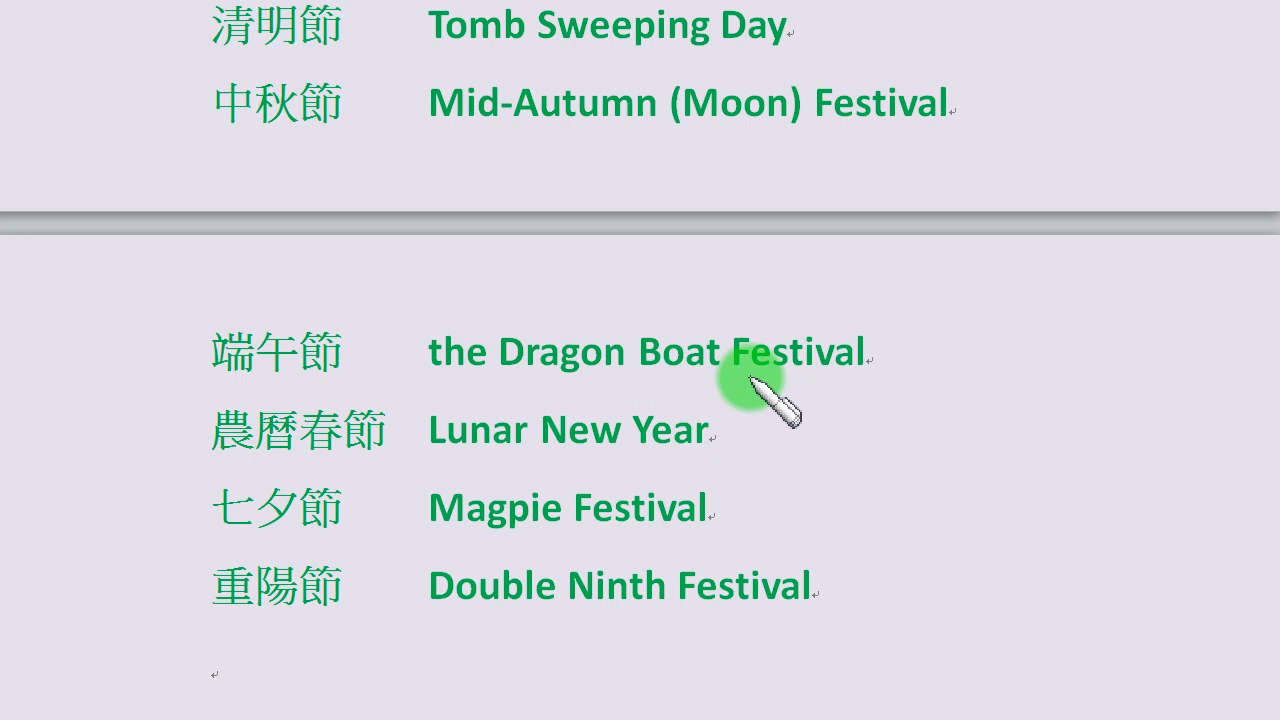 清明節 Tomb Sweeping Day
中秋節 Mid-Autumn (Moon) Festival
端午節 the Dragon Boat Festival
農曆春節 Lunar New Year
七夕節 Magpie Festival
重陽節 Double Ninth Festival